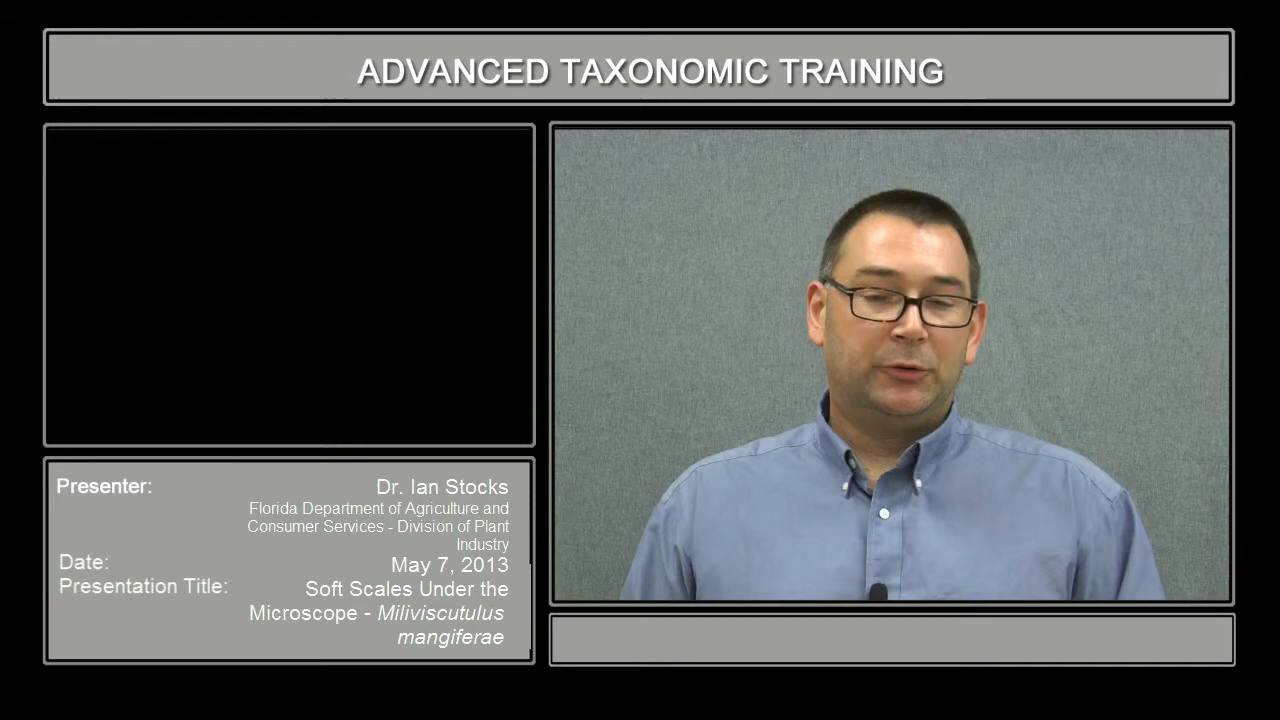 ADVANCED TAXONOMIC TRAINING
Presenter: Dr. Ian Stocks
Florida Department of Agriculture and
Consumer Services - Division of Plant
Industry
Date: May 7, 2013
Presentation Title: Soft Scales Under the
Microscope - Miliviscutulus
mangiferae